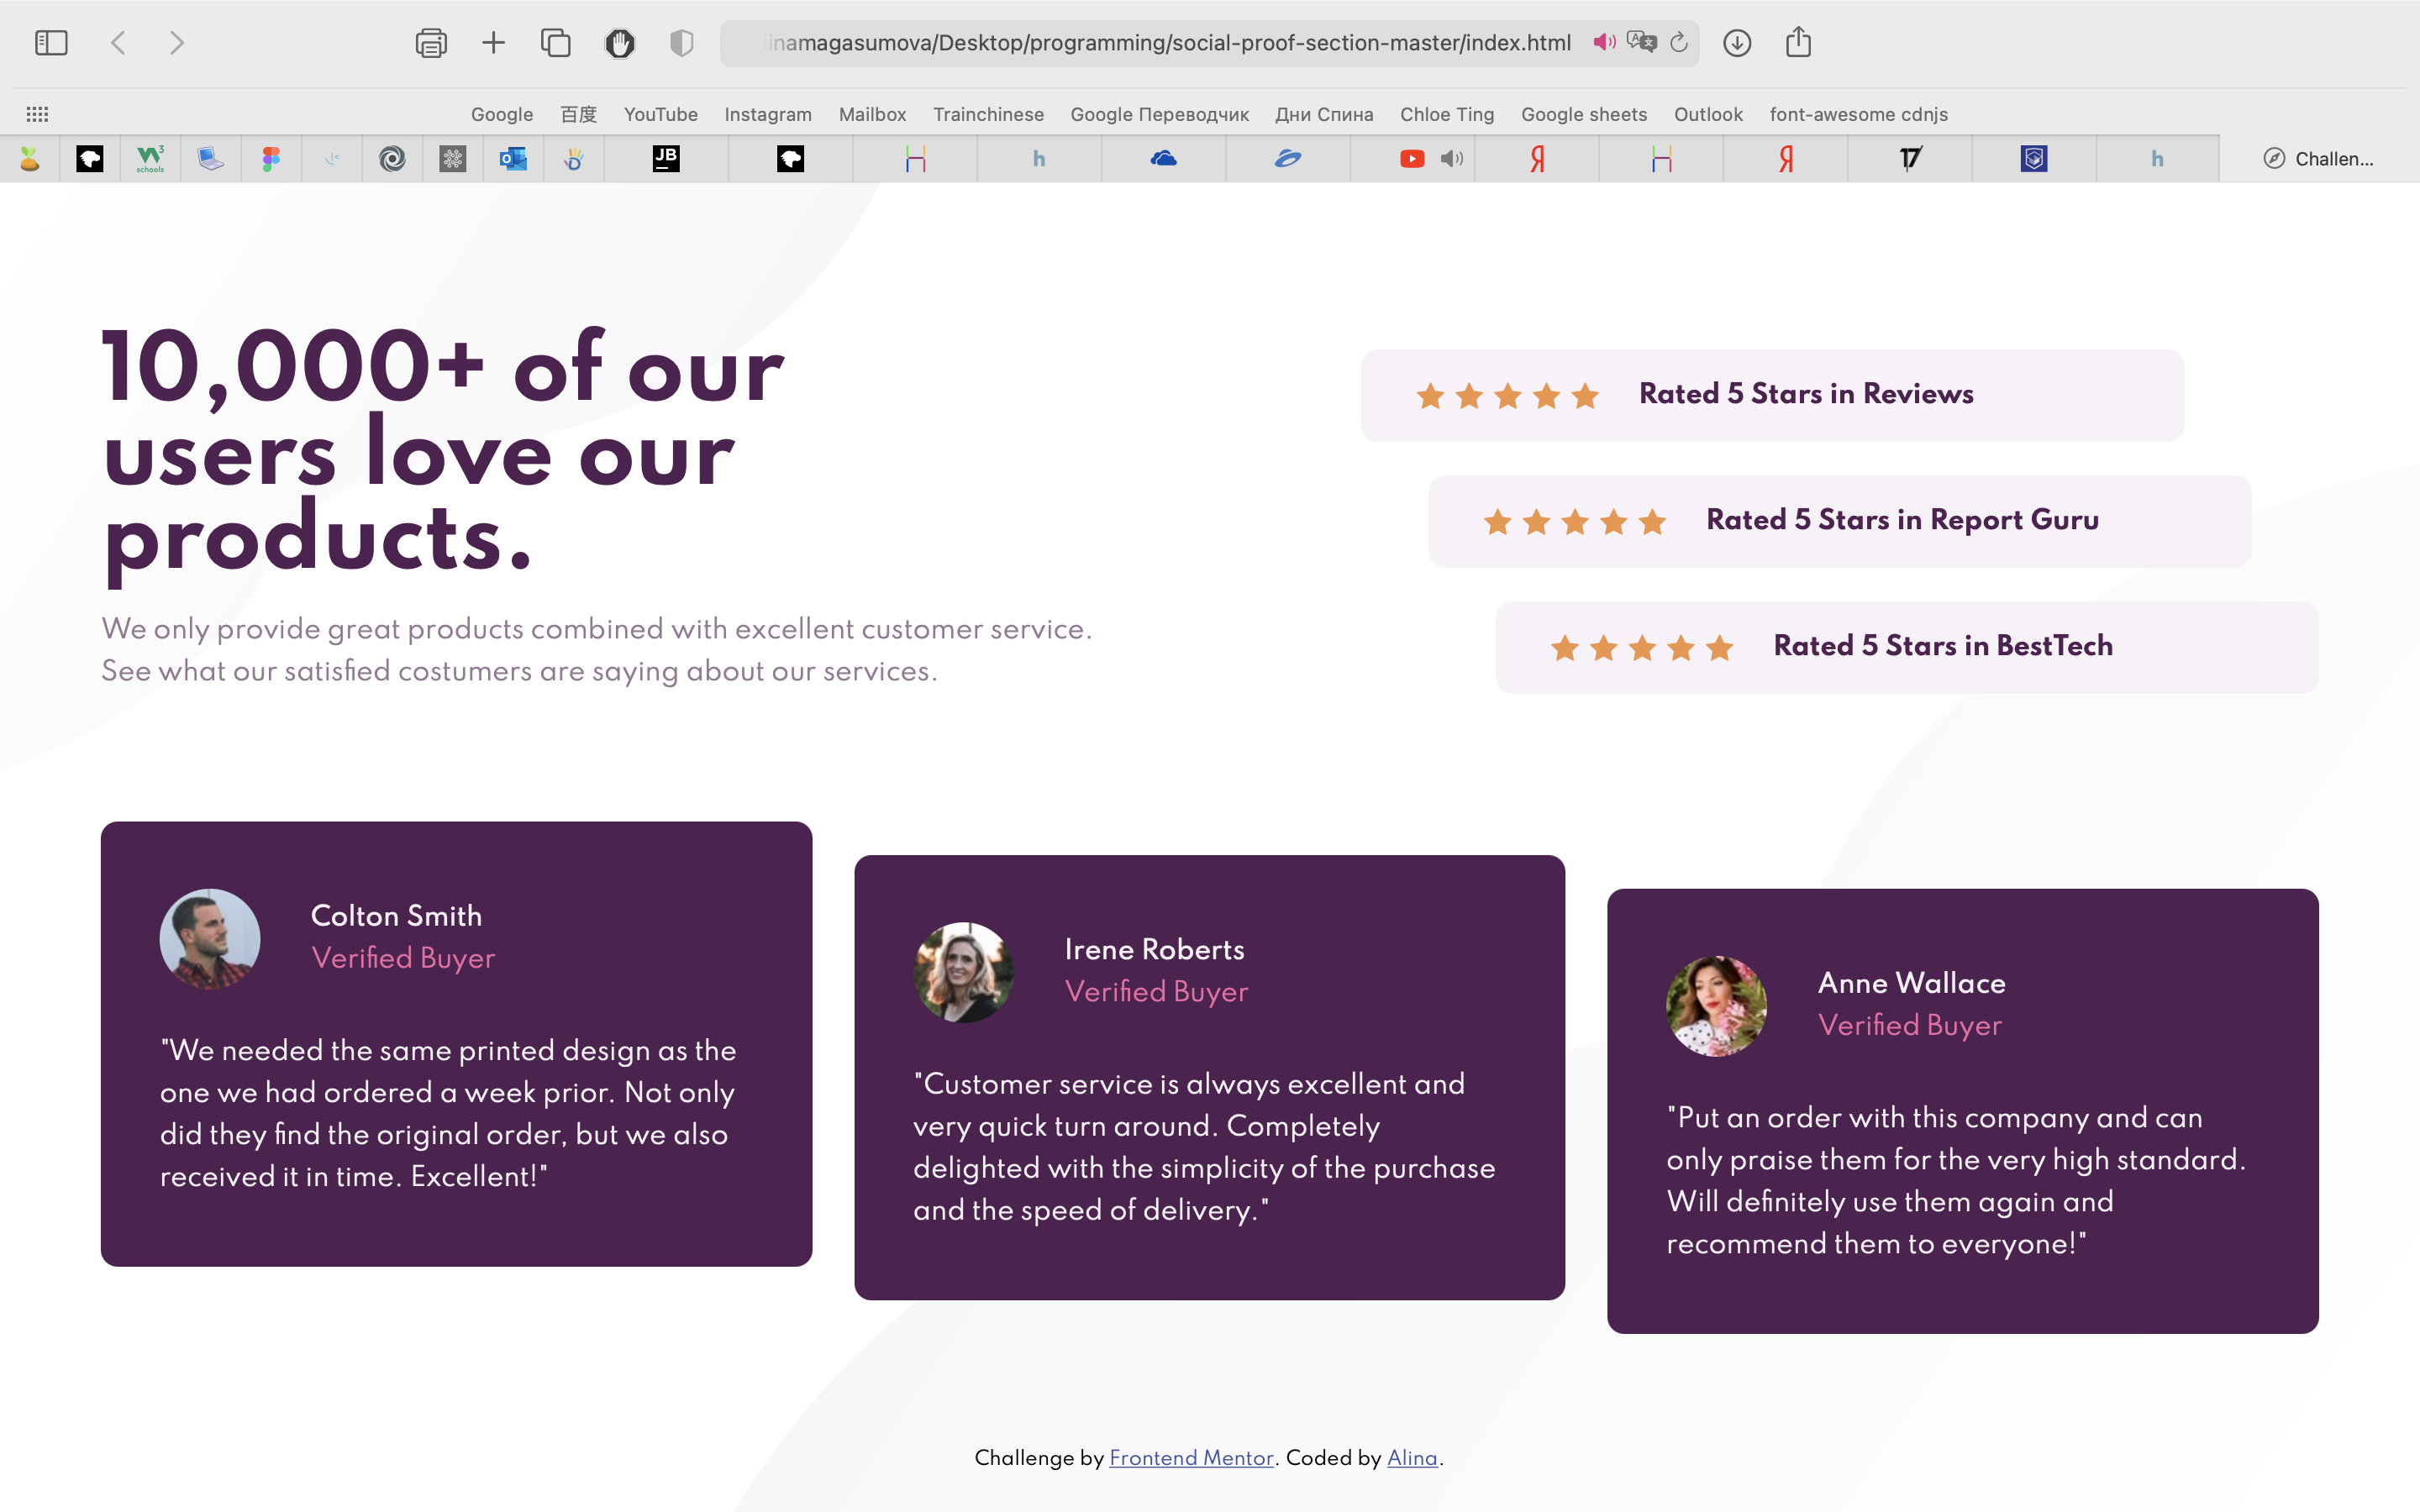 inamagasumova/Desktop/programming/social-proof-section-master/index.html
Google 百度 YouTube Instagram Mailbox Trainchinese Google Переводчик Дни Спина Chloe Ting Google sheets Outlook font-awesome cdnjs
W3 schools
JB
h
Я
Я
17
h
Challen...
10,000+ of our
users love our
products.
We only provide great products combined with excellent customer service.
See what our satisfied costumers are saying about our services.
Rated 5 Stars in Reviews
Rated 5 Stars in Report Guru
Rated 5 Stars in BestTech
Colton Smith
Verified Buyer
"We needed the same printed design as the
one we had ordered a week prior. Not only
did they find the original order, but we also
received it in time. Excellent!"
Irene Roberts
Verified Buyer
"Customer service is always excellent and
very quick turn around. Completely
delighted with the simplicity of the purchase
and the speed of delivery."
Anne Wallace
Verified Buyer
"Put an order with this company and can
only praise them for the very high standard.
Will definitely use them again and
recommend them to everyone!"
Challenge by Frontend Mentor. Coded by Alina.